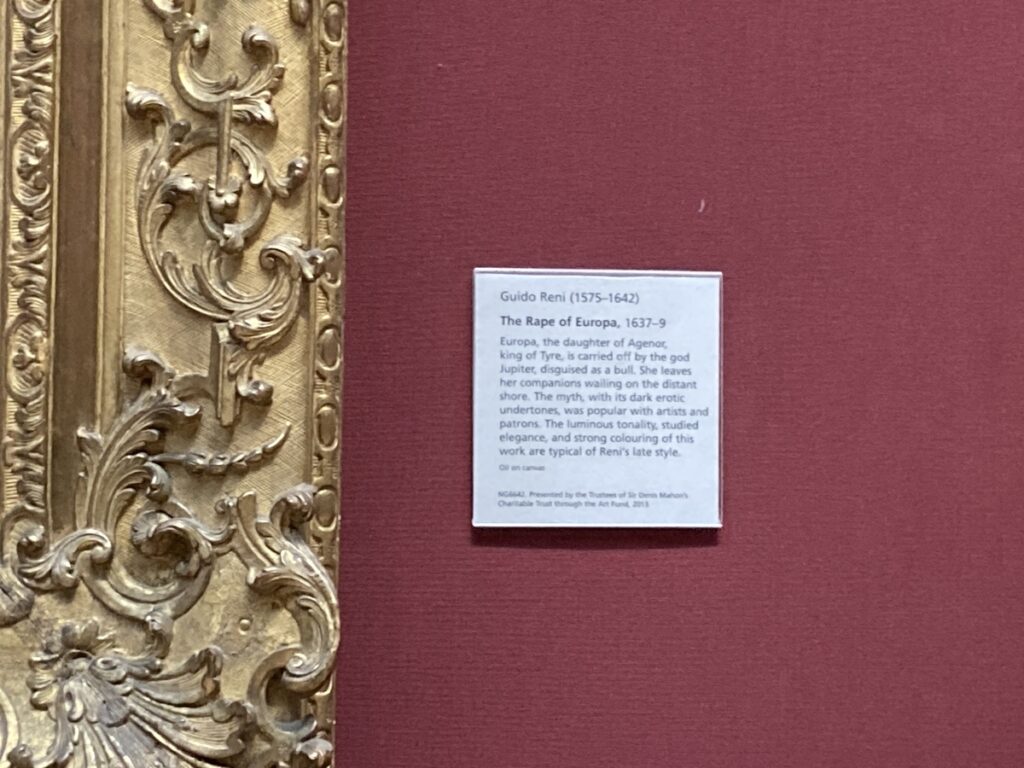 Guido Reni (1575–1642)
The Rape of Europa, 1637–9
Europa, the daughter of Agenor,
king of Tyre, is carried off by the god
Jupiter, disguised as a bull. She leaves
her companions wailing on the distant
shore. The myth, with its dark erotic
undertones, was popular with artists and
patrons. The luminous tonality, studied
elegance, and strong colouring of this
work are typical of Reni's late style.
Oil on canvas
NG6642. Presented by the Trustees of Sir Denis Mahon's
Charitable Trust through the Art Fund, 2013